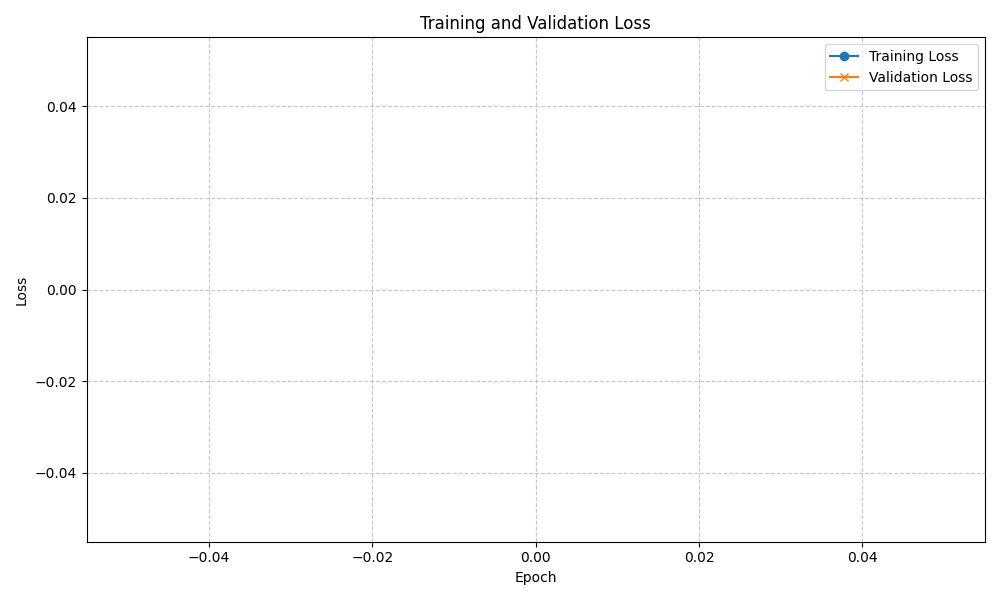 Training and Validation Loss
Training Loss
Validation Loss
0.04
0.02
0.00
−0.02
−0.04
Loss
−0.04
−0.02
0.00
0.02
0.04
Epoch